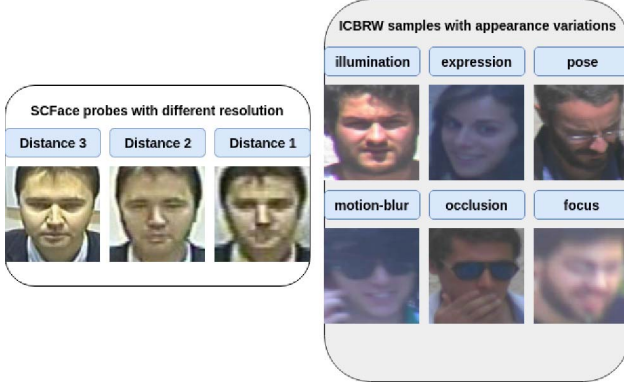 SCFace probes with different resolution
Distance 3 Distance 2 Distance 1
ICBRW samples with appearance variations
illumination expression pose
motion-blur occlusion focus